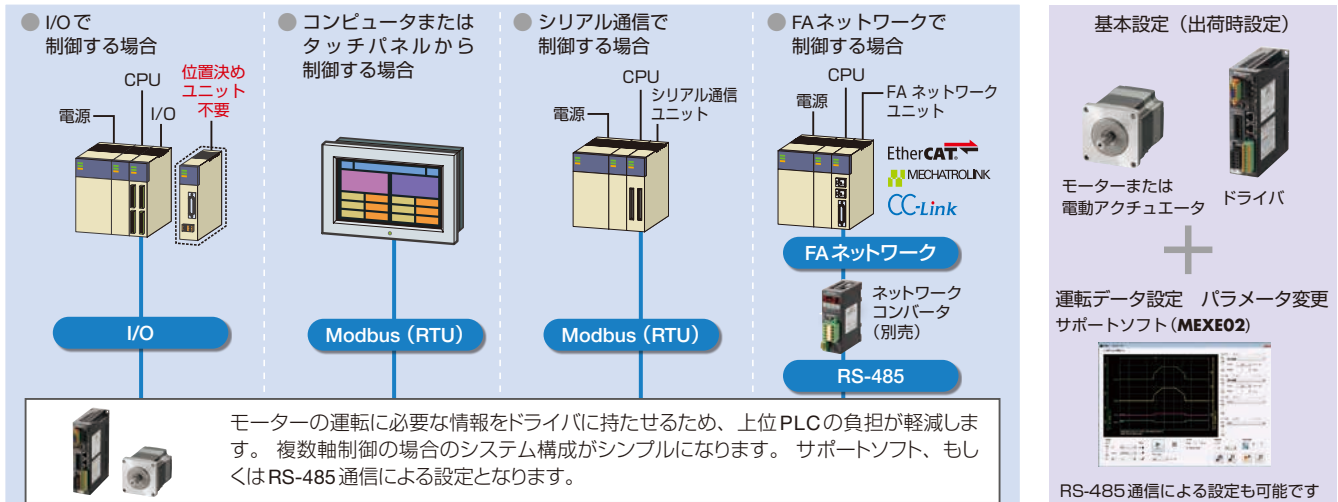 ● I/Oで
制御する場合
電源
CPU
I/O
位置決め
ユニット
不要
I/O
● コンピュータまたは
タッチパネルから
制御する場合
Modbus（RTU）
● シリアル通信で
制御する場合
電源
CPU
シリアル通信
ユニット
Modbus（RTU）
● FAネットワークで
制御する場合
電源
CPU
FA ネットワーク
ユニット
EtherCAT
MECHATROLINK
CC-Link
FAネットワーク
ネットワーク
コンバータ
（別売）
RS-485
モーターの運転に必要な情報をドライバに持たせるため、上位PLCの負担が軽減しま
す。 複数軸制御の場合のシステム構成がシンプルになります。 サポートソフト、もし
くはRS-485通信による設定となります。
基本設定（出荷時設定）
モーターまたは
電動アクチュエータ
ドライバ
運転データ設定 パラメータ変更
サポートソフト（MEXE02）
RS-485通信による設定も可能です